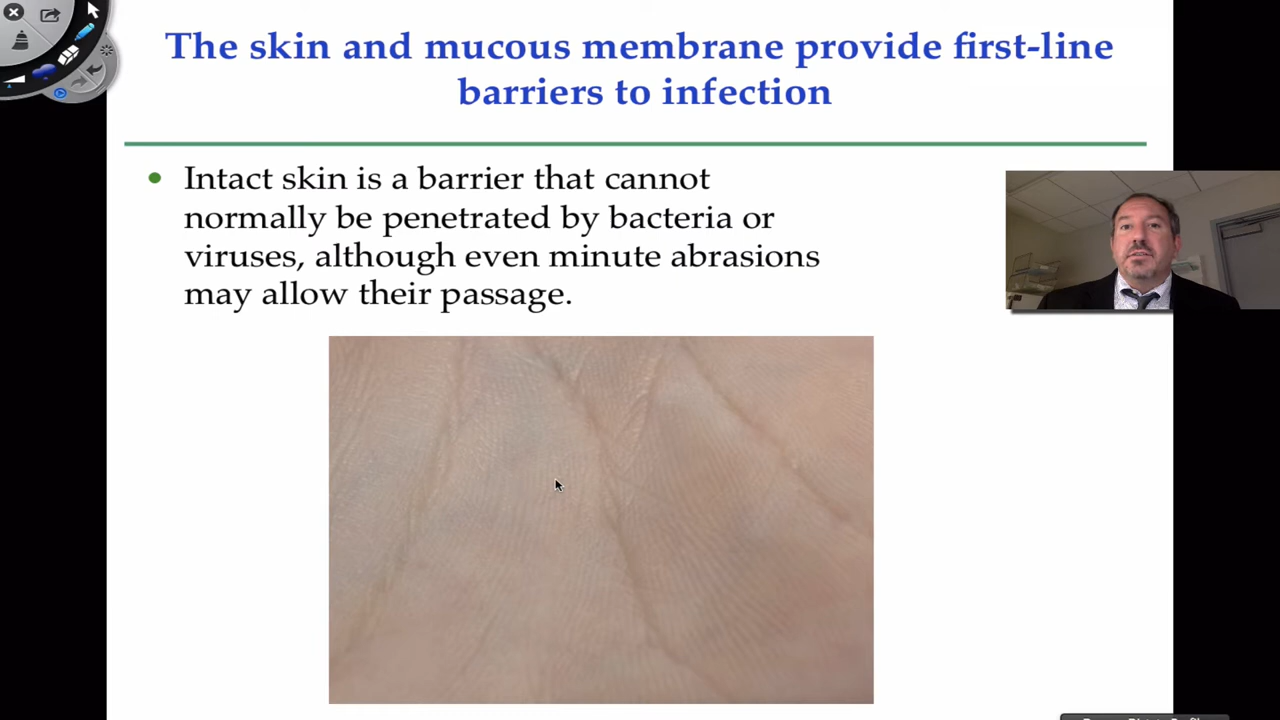 The skin and mucous membrane provide first-line
barriers to infection
• Intact skin is a barrier that cannot
normally be penetrated by bacteria or
viruses, although even minute abrasions
may allow their passage.